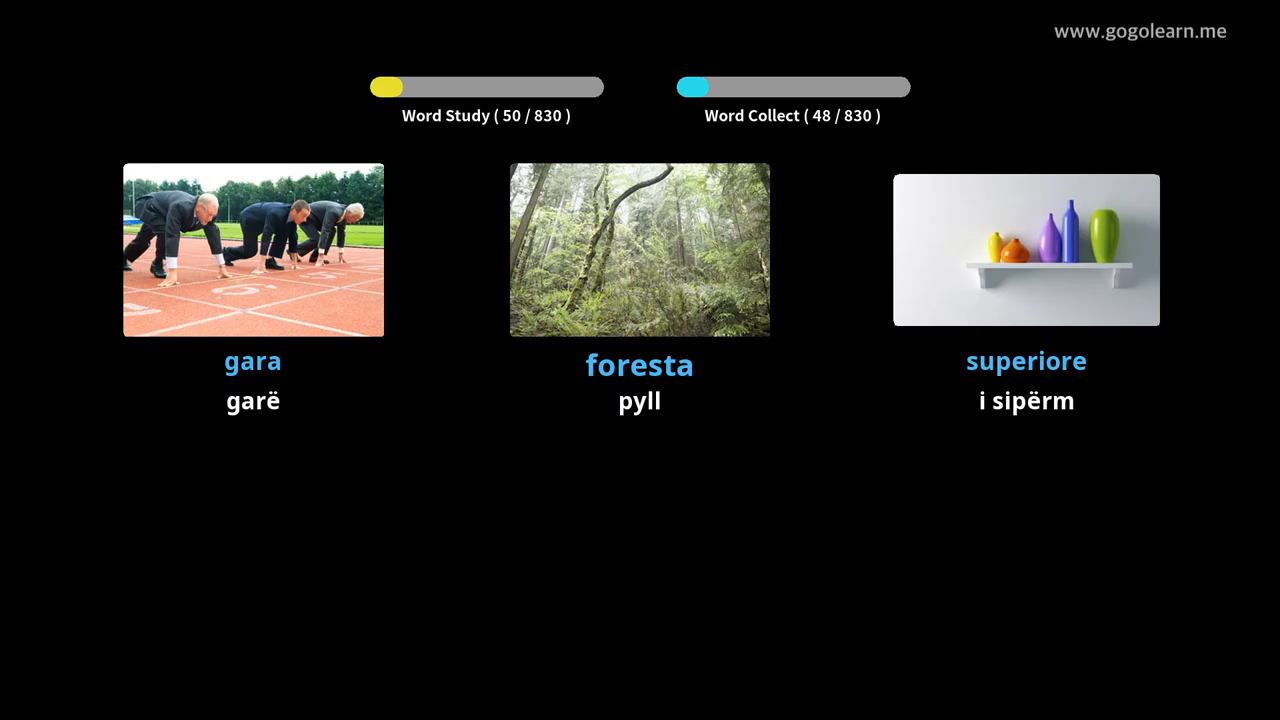 www.gogolearn.me
Word Study ( 50 / 830 )
Word Collect ( 48 / 830 )
gara
foresta
superiore
garë
pyll
i sipërm